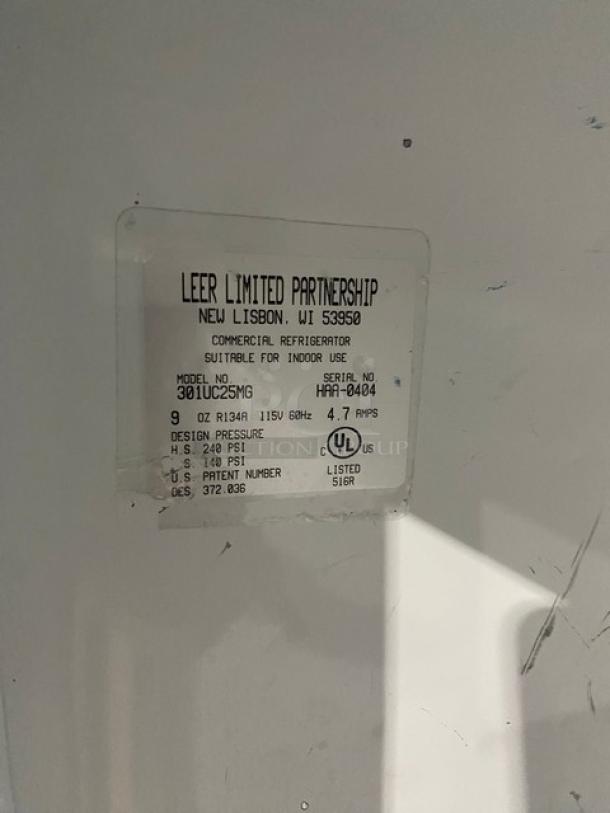 LEER LIMITED PARTNERSHIP
NEW LISBON, WI 53950
COMMERCIAL REFRIGERATOR
SUITABLE FOR INDOOR USE
MODEL NO. SERIAL NO.
301UC25MG HAA-0404
9 OZ R134A 115V 60Hz 4.7 AMPS
DESIGN PRESSURE
H.S. 240 PSI
S. 140 PSI
U.S. PATENT NUMBER
DES. 372.036
C UL US
LISTED
516R